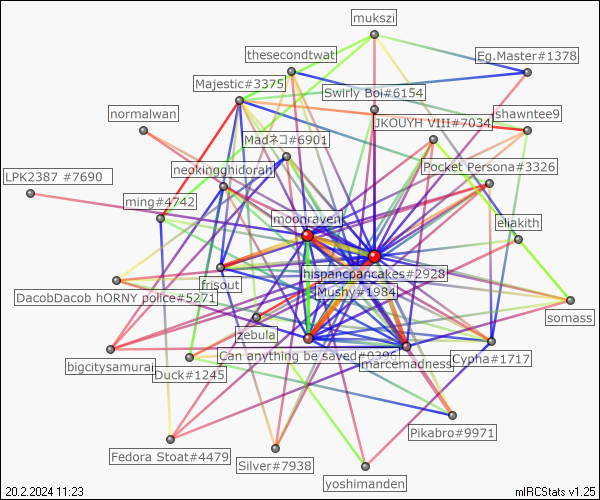 mukszi
thesecondtwat
Eg.Master#1378
Majestic#3375
Swirly Boi#6154
normalwan
shawntee9
JKOUYH VIII#7034
Madネコ#6901
neokingghidorah
Pocket Persona#3326
LPK2387 #7690
ming#4742
moonraven
eliakith
hispancpancakes#2928
frisout
Mushy#1984
DacobDacob hORNY police#5271
somass
zebula
Can anything be saved#0396
bigcitysamurai
Duck#1245
marcemadness
Cypha#1717
Pikabro#9971
Fedora Stoat#4479
Silver#7938
yoshimanden
20.2.2024 11:23
mIRCStats v1.25